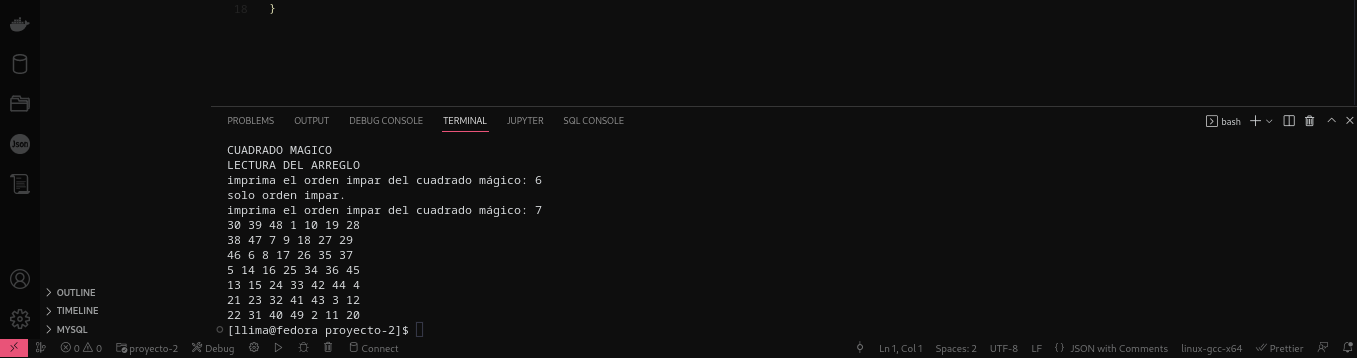 18 }
PROBLEMS OUTPUT DEBUG CONSOLE TERMINAL JUPYTER SQL CONSOLE bash
CUADRADO MAGICO
LECTURA DEL ARREGLO
imprima el orden impar del cuadrado mágico: 6
solo orden impar.
imprima el orden impar del cuadrado mágico: 7
30 39 48 1 10 19 28
38 47 7 9 18 27 29
46 6 8 17 26 35 37
5 14 16 25 34 36 45
13 15 24 33 42 44 4
21 23 32 41 43 3 12
22 31 40 49 2 11 20
[llima@fedora proyecto-2]$
Json
OUTLINE
TIMELINE
MYSQL
0 0 proyecto-2 Debug Connect Ln 1, Col 1 Spaces: 2 UTF-8 LF {} JSON with Comments linux-gcc-x64 Prettier